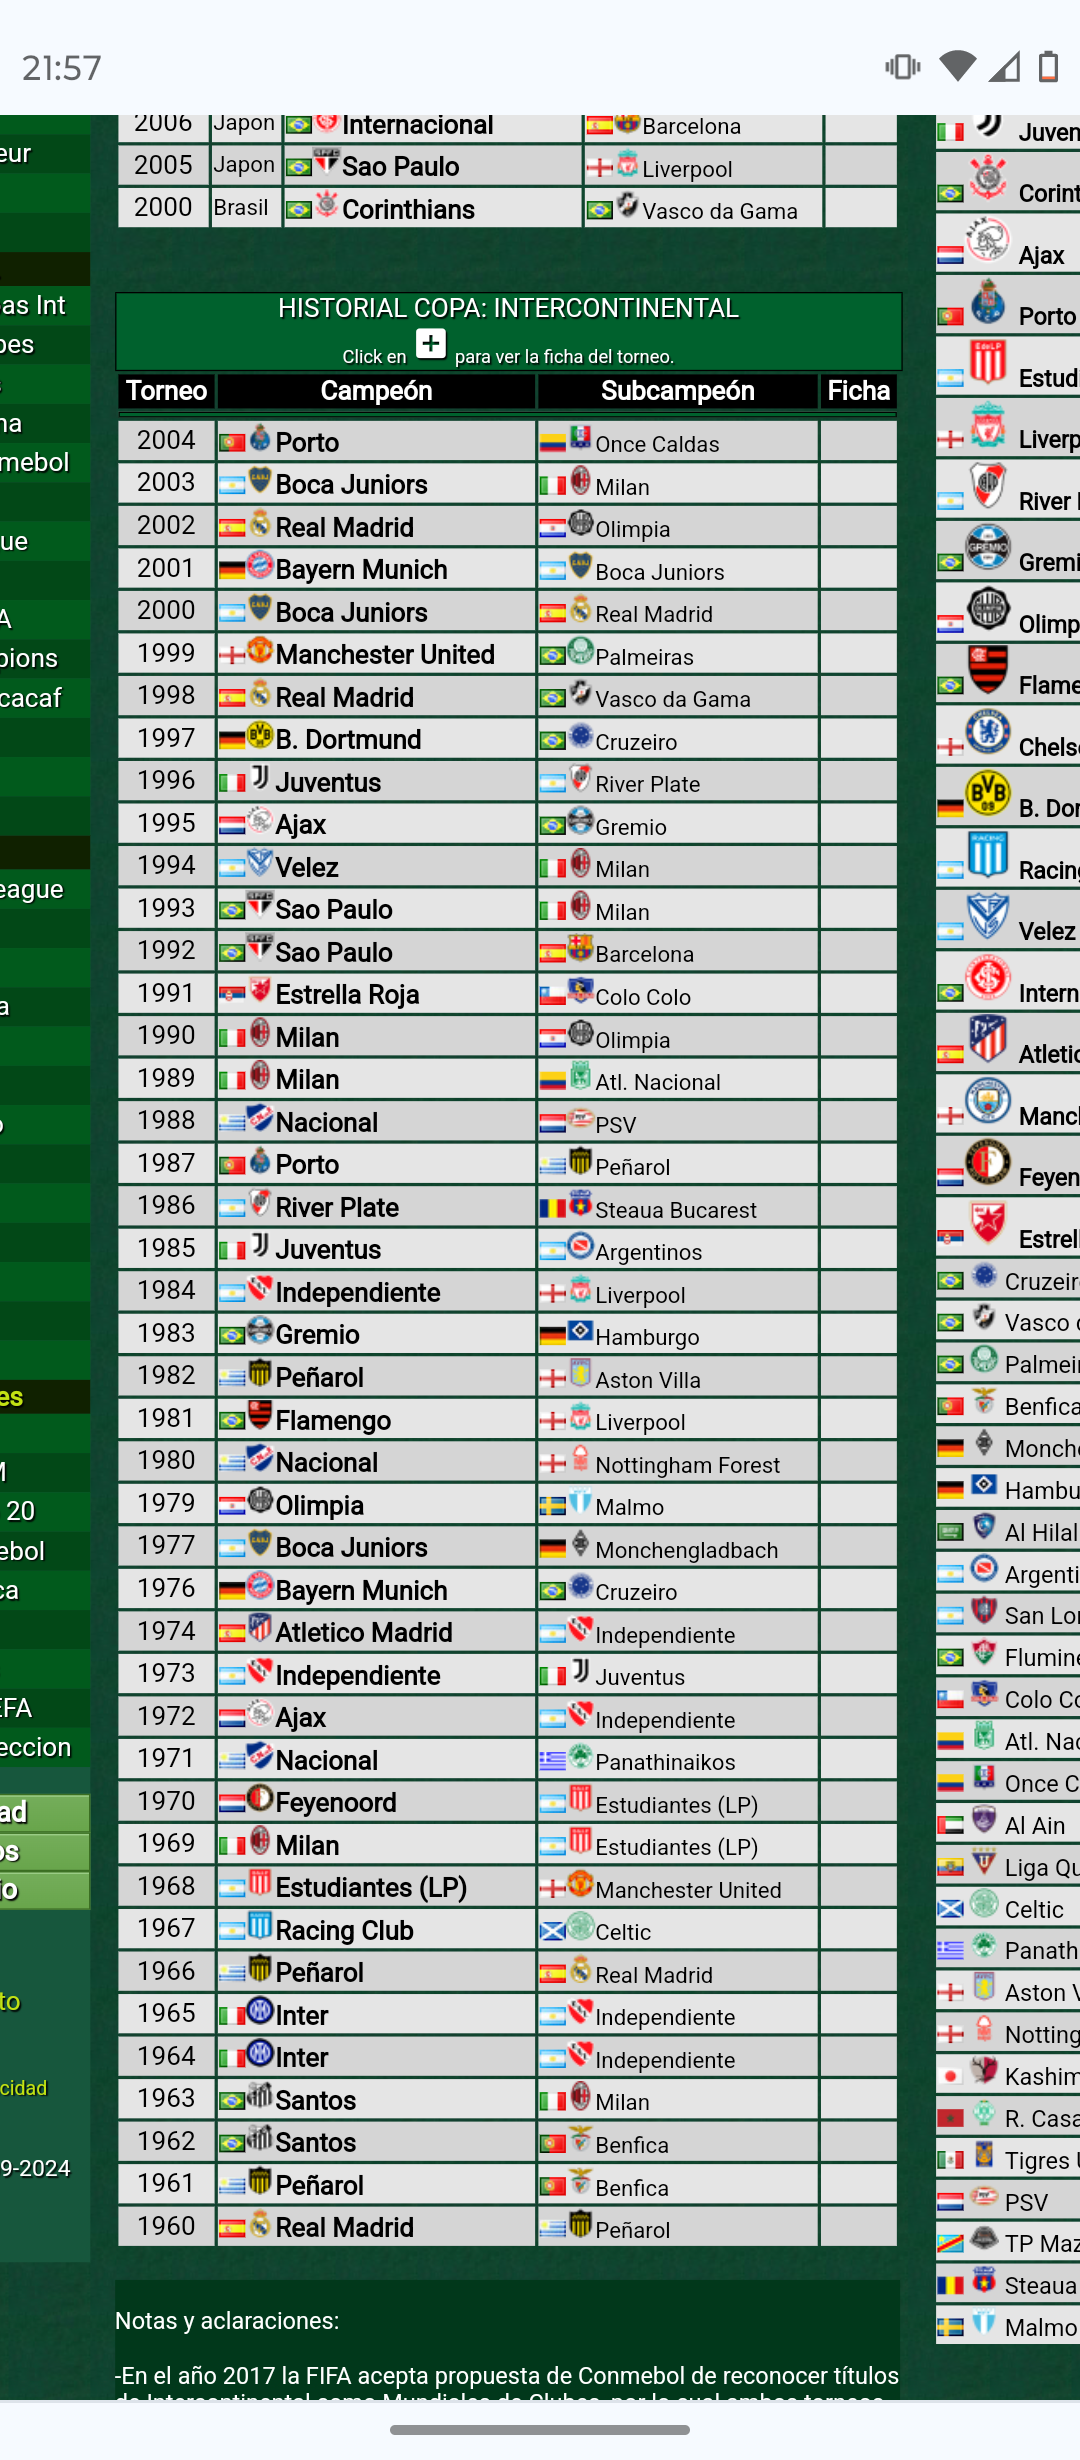 21:57
2006 Japon Internacional Barcelona
2005 Japon Sao Paulo Liverpool
2000 Brasil Corinthians Vasco da Gama
HISTORIAL COPA: INTERCONTINENTAL
Click en + para ver la ficha del torneo.
Torneo Campeón Subcampeón Ficha
2004 Porto Once Caldas
2003 Boca Juniors Milan
2002 Real Madrid Olimpia
2001 Bayern Munich Boca Juniors
2000 Boca Juniors Real Madrid
1999 Manchester United Palmeiras
1998 Real Madrid Vasco da Gama
1997 B. Dortmund Cruzeiro
1996 Juventus River Plate
1995 Ajax Gremio
1994 Velez Milan
1993 Sao Paulo Milan
1992 Sao Paulo Barcelona
1991 Estrella Roja Colo Colo
1990 Milan Olimpia
1989 Milan Atl. Nacional
1988 Nacional PSV
1987 Porto Peñarol
1986 River Plate Steaua Bucarest
1985 Juventus Argentinos
1984 Independiente Liverpool
1983 Gremio Hamburgo
1982 Peñarol Aston Villa
1981 Flamengo Liverpool
1980 Nacional Nottingham Forest
1979 Olimpia Malmo
1977 Boca Juniors Monchengladbach
1976 Bayern Munich Cruzeiro
1974 Atletico Madrid Independiente
1973 Independiente Juventus
1972 Ajax Independiente
1971 Nacional Panathinaikos
1970 Feyenoord Estudiantes (LP)
1969 Milan Estudiantes (LP)
1968 Estudiantes (LP) Manchester United
1967 Racing Club Celtic
1966 Peñarol Real Madrid
1965 Inter Independiente
1964 Inter Independiente
1963 Santos Milan
1962 Santos Benfica
1961 Peñarol Benfica
1960 Real Madrid Peñarol
Notas y aclaraciones:
-En el año 2017 la FIFA acepta propuesta de Conmebol de reconocer títulos
eur
as Int
bes
na
mebol
ue
A
pions
cacaf
eague
a
o
es
M
20
ebol
ca
EFA
eccion
ad
os
io
to
cidad
9-2024
Juven
Corint
Ajax
Porto
Estudi
Liverp
River
Gremi
Olimp
Flame
Chels
B. Dor
Racing
Velez
Intern
Atletic
Manch
Feyen
Estrell
Cruzeir
Vasco
Palmeir
Benfica
Monche
Hambu
Al Hilal
Argenti
San Lor
Flumine
Colo Co
Atl. Nac
Once C
Al Ain
Liga Qu
Celtic
Panath
Aston V
Notting
Kashim
R. Casa
Tigres U
PSV
TP Maz
Steaua
Malmo